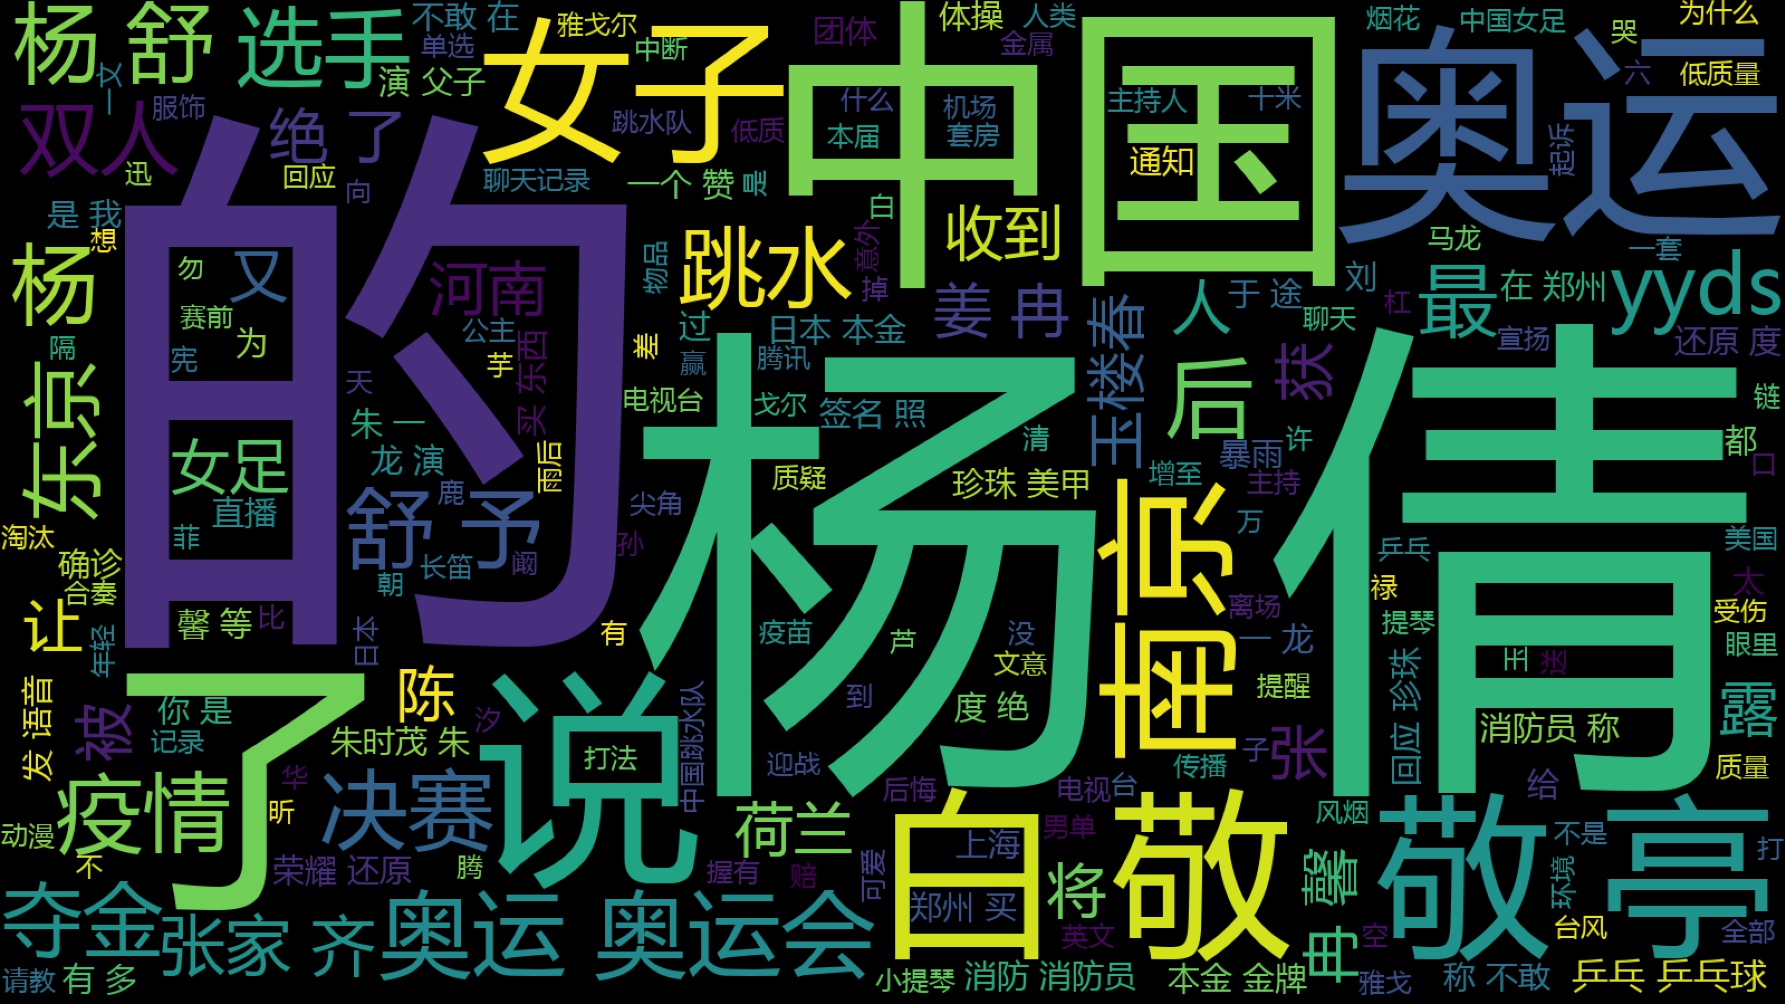 杨 舒
选手
不敢 在
雅戈尔
单选
中断
演 父子
女子
团体
体操
人类
金属
中国
烟花
中国女足
为什么
哭
六
低质量
奥运
一文
服饰
双人
绝 了
迅
回应
向
跳水队
低质
什么
本届
机场
套房
主持人
十米
通知
起诉
聊天记录
一个 赞
是
白
是 我
想
的
杨
勿
又
河南
赛前
为
宪
公主
芋
买 东西
隔
天
物品
跳水
意外
掉
收到
马龙
一套
姜 冉
人
于 途
刘
杠
最
在 郑州
yyds
过
日本 本金
聊天
宣扬
还原 度
差
赢
腾讯
玉楼春
后
获
东京
女足
直播
朱 一
龙 演
雨后
电视台
戈尔
签名 照
清
许
链
都
口
菲
舒 予
鹿
长笛
阚
朝
尖角
孙
质疑
珍珠 美甲
增至
暴雨
主持
万
杨
倩
淘汰
确诊
合奏
南京
乒乓
美国
禄
太
让
馨 等
比
日本
年轻
有
疫苗
芦
没
文意
离场
一 龙
提琴
受伤
眼里
玉
送
发 语音
被
你 是
记录
了
陈
汐
说
打法
中国跳水队
到
度 绝
提醒
回应 珍珠
消防员 称
露
朱时茂 朱
迎战
传播
子
张
质量
疫情
华
昕
决赛
后悔
电视
台
给
动漫
不
荣耀 还原
腾
荷兰
握有
赔
可爱
白
上海
郑州 买
男单
敬
风烟
敬
亭
不是
打
环境
将
冉 馨
夺金
张家 齐
奥运 奥运会
英文
空
台风
全部
请教
有 多
小提琴
消防 消防员
本金 金牌
雅戈
称 不敢
乒乓 乒乓球